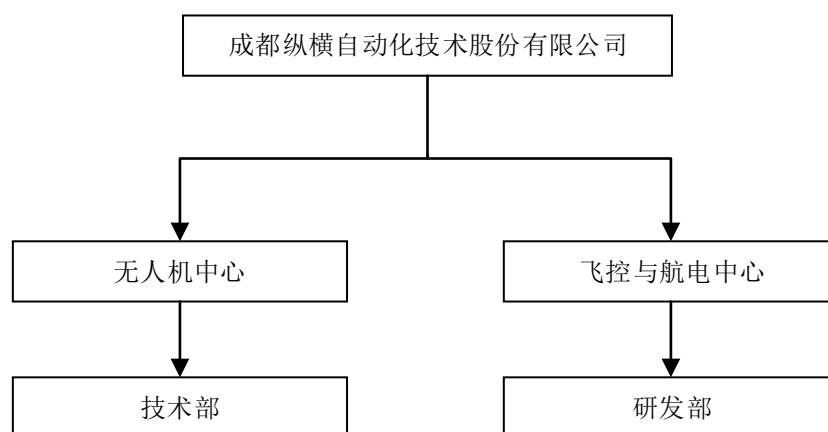 成都纵横自动化技术股份有限公司
无人机中心
飞控与航电中心
技术部
研发部